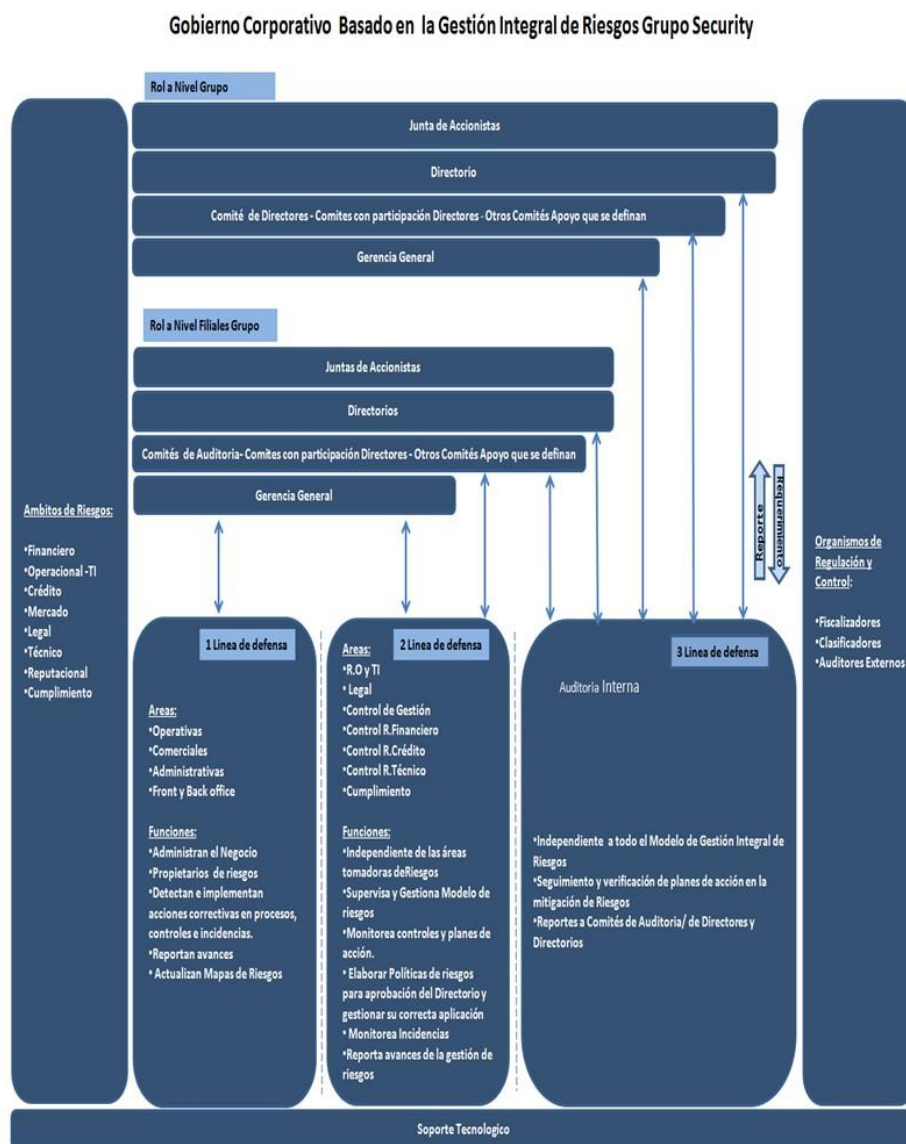 Gobierno Corporativo Basado en la Gestión Integral de Riesgos Grupo Security
Rol a Nivel Grupo
Junta de Accionistas
Directorio
Comité de Directores - Comites con participación Directores - Otros Comités Apoyo que se definan
Gerencia General
Rol a Nivel Filiales Grupo
Juntas de Accionistas
Directorios
Comités de Auditoria- Comites con participación Directores - Otros Comités Apoyo que se definan
Gerencia General
Ambitos de Riesgos:
•Financiero
•Operacional -TI
•Crédito
•Mercado
•Legal
•Técnico
•Reputacional
•Cumplimiento
Reporte
Requerimiento
Organismos de
Regulación y
Control:
•Fiscalizadores
•Clasificadores
•Auditores Externos
1 Linea de defensa
Areas:
•Operativas
•Comerciales
•Administrativas
•Front y Back office
Funciones:
•Administran el Negocio
•Propietarios de riesgos
•Detectan e implementan
acciones correctivas en procesos,
controles e incidencias.
•Reportan avances
• Actualizan Mapas de Riesgos
2 Linea de defensa
Areas:
•R.O y TI
• Legal
•Control de Gestión
•Control R.Financiero
•Control R.Crédito
•Control R.Técnico
•Cumplimiento
Funciones:
•Independiente de las áreas
tomadoras deRiesgos
•Supervisa y Gestiona Modelo de
riesgos
•Monitorea controles y planes de
acción.
• Elaborar Políticas de riesgos
para aprobación del Directorio y
gestionar su correcta aplicación
• Monitorea Incidencias
•Reporta avances de la gestión de
riesgos
3 Linea de defensa
Auditoria Interna
•Independiente a todo el Modelo de Gestión Integral de
Riesgos
•Seguimiento y verificación de planes de acción en la
mitigación de Riesgos
•Reportes a Comités de Auditoria/ de Directores y
Directorios
Soporte Tecnologico